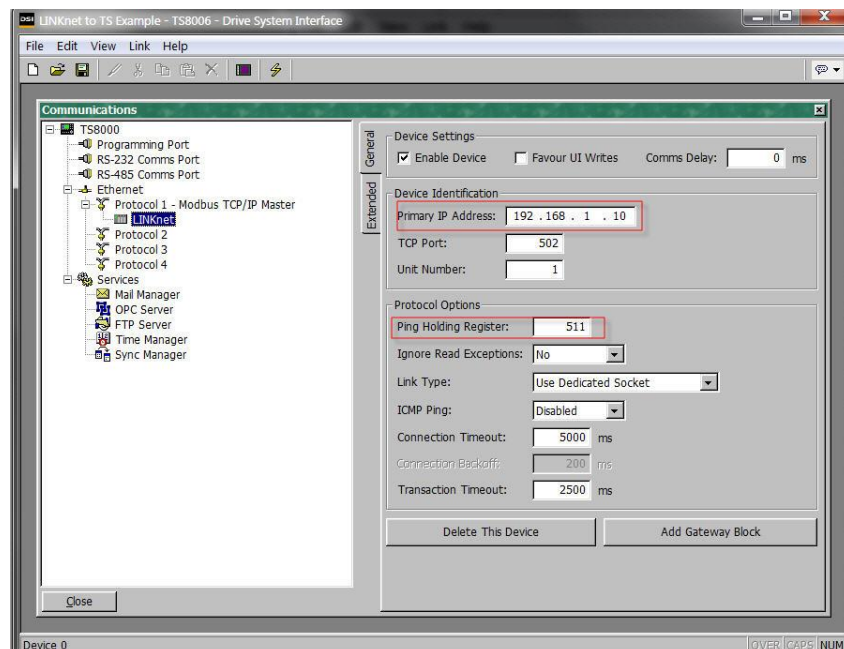 DSI LINKnet to TS Example - TS8006 - Drive System Interface
File Edit View Link Help
Communications
TS8000
Programming Port
RS-232 Comms Port
RS-485 Comms Port
Ethernet
Protocol 1 - Modbus TCP/IP Master
LINKnet
Protocol 2
Protocol 3
Protocol 4
Services
Mail Manager
OPC Server
FTP Server
Time Manager
Sync Manager
Close
General
Extended
Device Settings
Enable Device Favour UI Writes Comms Delay: 0 ms
Device Identification
Primary IP Address: 192 . 168 . 1 . 10
TCP Port: 502
Unit Number: 1
Protocol Options
Ping Holding Register: 511
Ignore Read Exceptions: No
Link Type: Use Dedicated Socket
ICMP Ping: Disabled
Connection Timeout: 5000 ms
Connection Backoff: 200 ms
Transaction Timeout: 2500 ms
Delete This Device Add Gateway Block
Device 0 OVER CAPS NUM